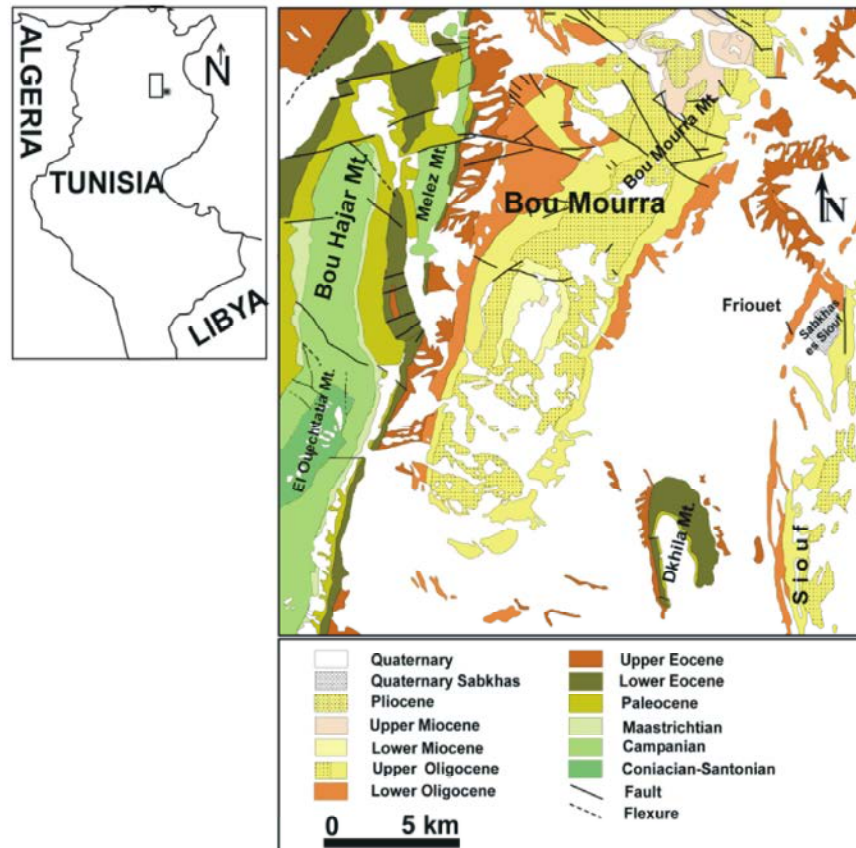 ALGERIA
N
TUNISIA
LIBYA
Bou Hajar Mt.
Melez Mt.
Bou Mourra Mt.
Bou Mourra
N
Friouet
Sabkhas
es Siouf
El Ouechtatia Mt.
Dkhila Mt.
Siouf
Quaternary
Quaternary Sabkhas
Pliocene
Upper Miocene
Lower Miocene
Upper Oligocene
Lower Oligocene
Upper Eocene
Lower Eocene
Paleocene
Maastrichtian
Campanian
Coniacian-Santonian
Fault
Flexure
0 5 km